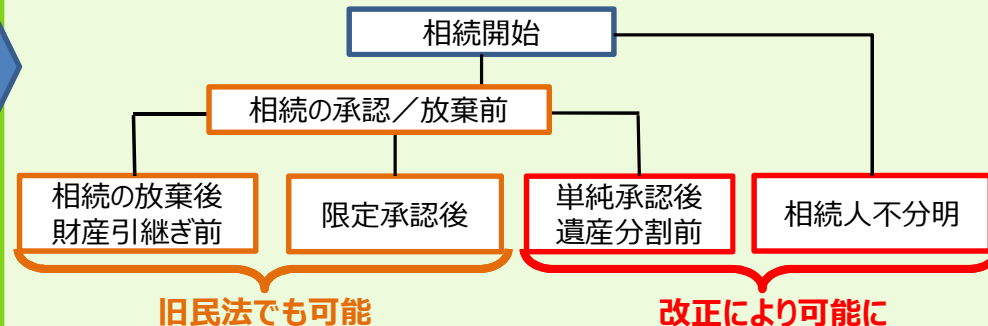 相続開始
相続の承認／放棄前
相続の放棄後
財産引継ぎ前
限定承認後
単純承認後
遺産分割前
相続人不分明
旧民法でも可能
改正により可能に